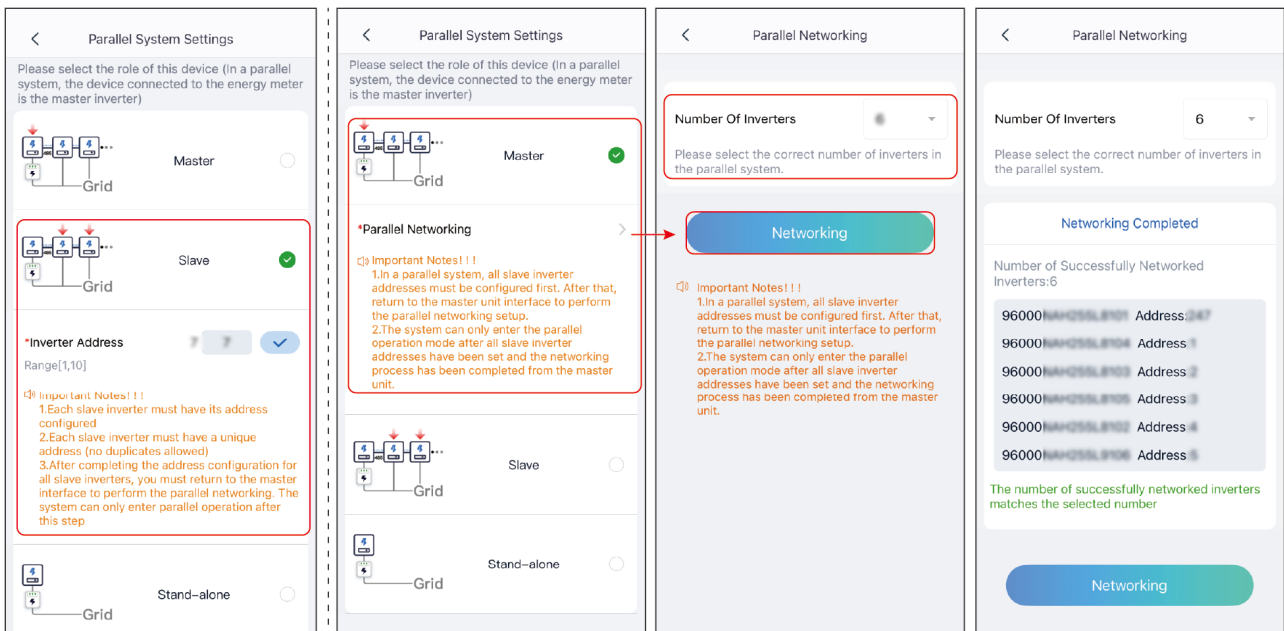 Parallel System Settings
Please select the role of this device (In a parallel
system, the device connected to the energy meter
is the master inverter)
Master
Grid
Slave
Grid
*Inverter Address
Range[1,10]
Important Notes!!!
1.Each slave inverter must have its address
configured
2.Each slave inverter must have a unique
address (no duplicates allowed)
3.After completing the address configuration for
all slave inverters, you must return to the master
interface to perform the parallel networking. The
system can only enter parallel operation after
this step
Stand-alone
Grid
Parallel System Settings
Please select the role of this device (In a parallel
system, the device connected to the energy meter
is the master inverter)
Master
Grid
*Parallel Networking
Important Notes!!!
1.In a parallel system, all slave inverter
addresses must be configured first. After that,
return to the master unit interface to perform
the parallel networking setup.
2.The system can only enter the parallel
operation mode after all slave inverter
addresses have been set and the networking
process has been completed from the master
unit.
Slave
Grid
Stand-alone
Grid
Parallel Networking
Number Of Inverters
Please select the correct number of inverters in
the parallel system.
Networking
Important Notes!!!
1.In a parallel system, all slave inverter
addresses must be configured first. After that,
return to the master unit interface to perform
the parallel networking setup.
2.The system can only enter the parallel
operation mode after all slave inverter
addresses have been set and the networking
process has been completed from the master
unit.
Parallel Networking
Number Of Inverters 6
Please select the correct number of inverters in
the parallel system.
Networking Completed
Number of Successfully Networked
Inverters:6
96000 Address:
96000 Address:
96000 Address:
96000 Address:
96000 Address:
96000 Address:
The number of successfully networked inverters
matches the selected number
Networking